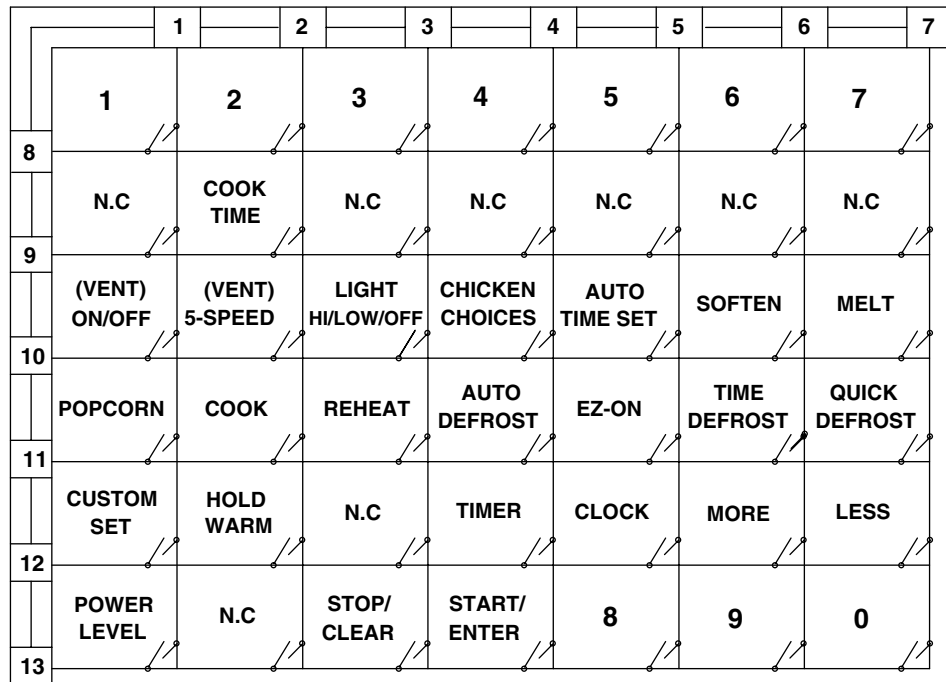 1 2 3 4 5 6 7
1 2 3 4 5 6 7
8
N.C COOK N.C N.C N.C N.C N.C
TIME
9
(VENT) (VENT) LIGHT CHICKEN AUTO SOFTEN MELT
ON/OFF 5-SPEED HI/LOW/OFF CHOICES TIME SET
10
POPCORN COOK REHEAT AUTO EZ-ON TIME QUICK
DEFROST DEFROST DEFROST
11
CUSTOM HOLD N.C TIMER CLOCK MORE LESS
SET WARM
12
POWER N.C STOP/ START/ 8 9 0
LEVEL CLEAR ENTER
13